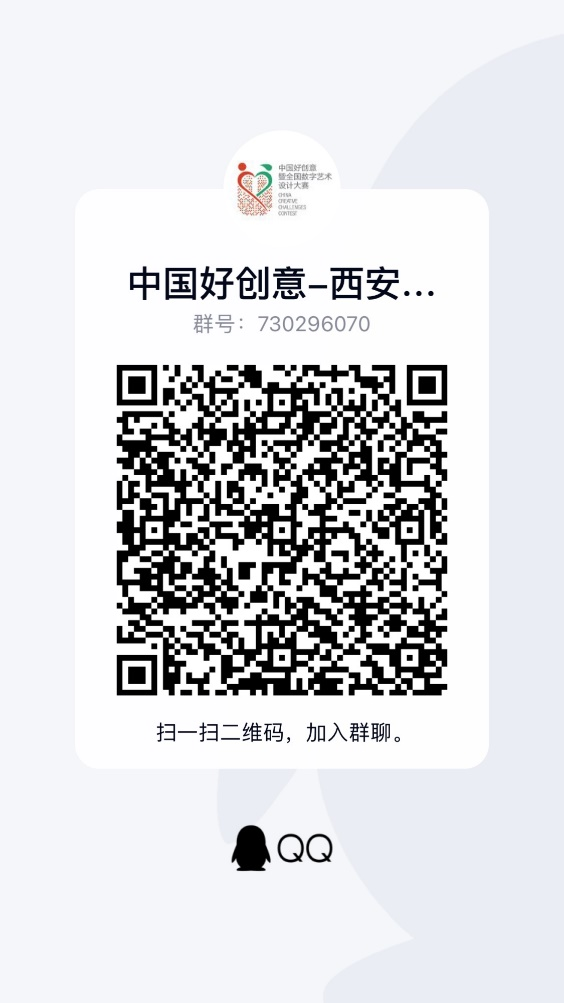 中国好创意
暨全国数字艺术
设计大赛
CHINA
CREATIVE
CHALLENGES
CONTEST
中国好创意–西安...
群号：730296070
扫一扫二维码，加入群聊。
QQ